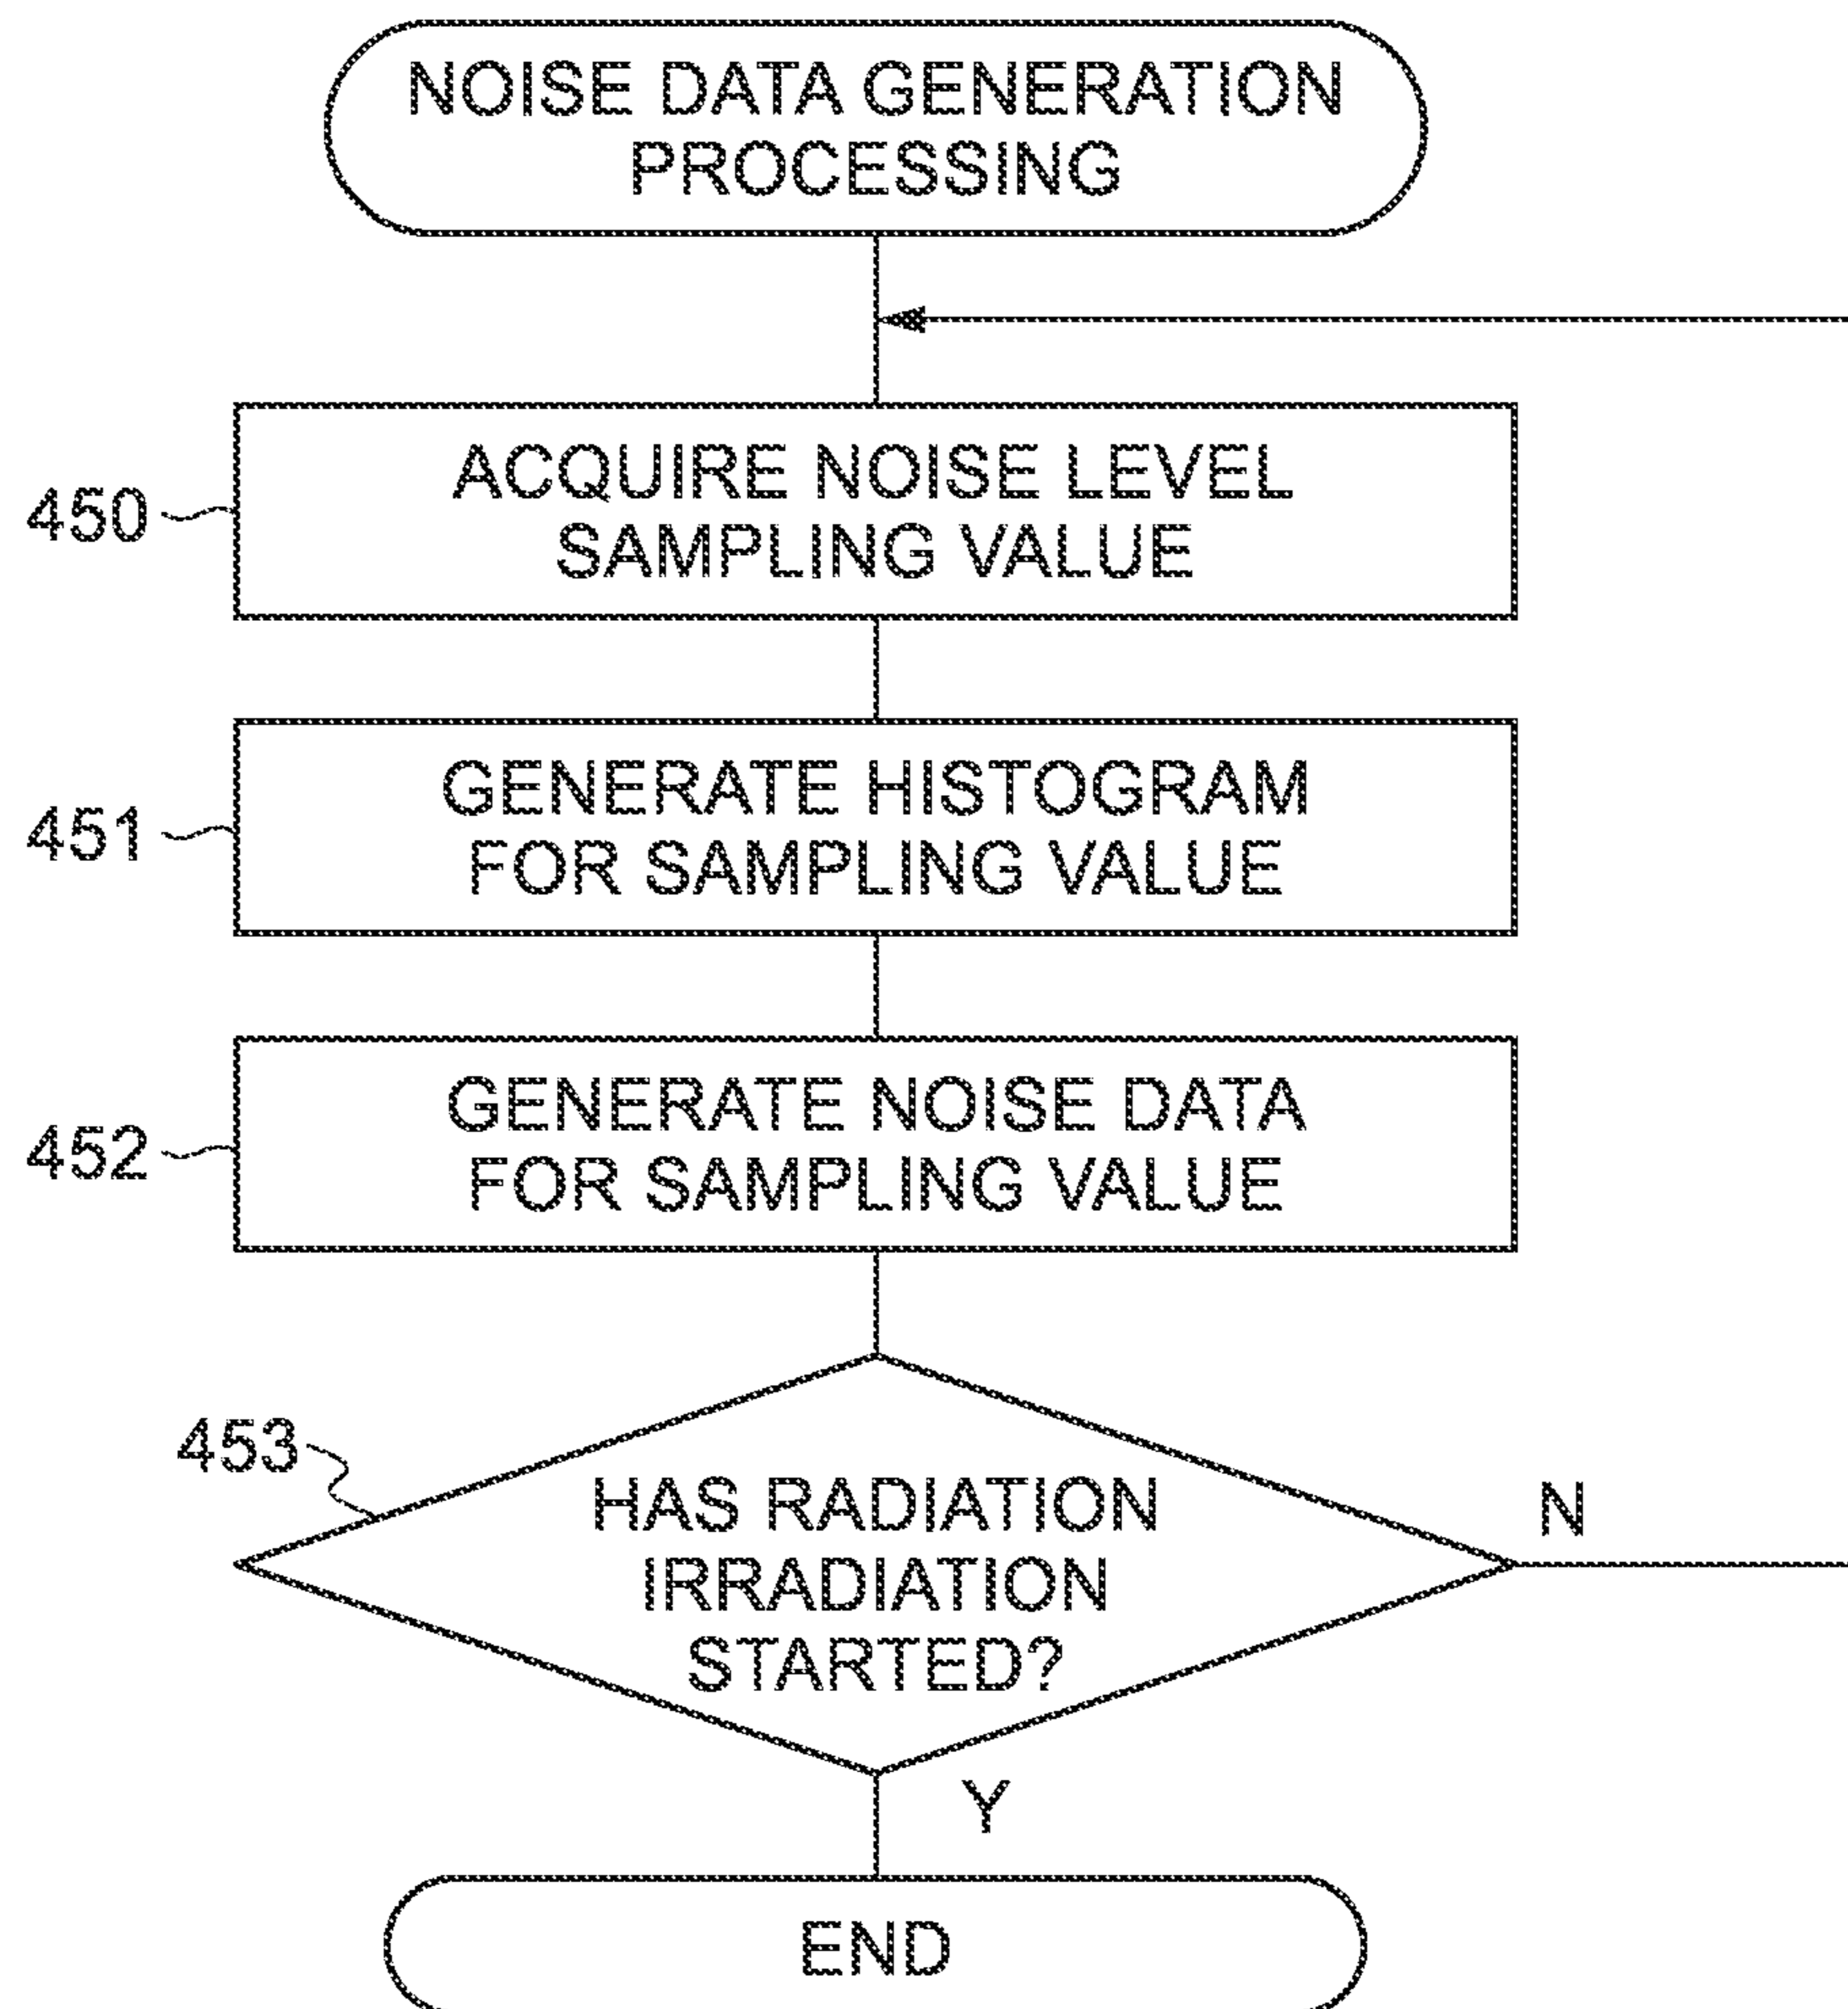 NOISE DATA GENERATION
PROCESSING
450
ACQUIRE NOISE LEVEL
SAMPLING VALUE
451
GENERATE HISTOGRAM
FOR SAMPLING VALUE
452
GENERATE NOISE DATA
FOR SAMPLING VALUE
453
HAS RADIATION
IRRADIATION
STARTED?
N
Y
END